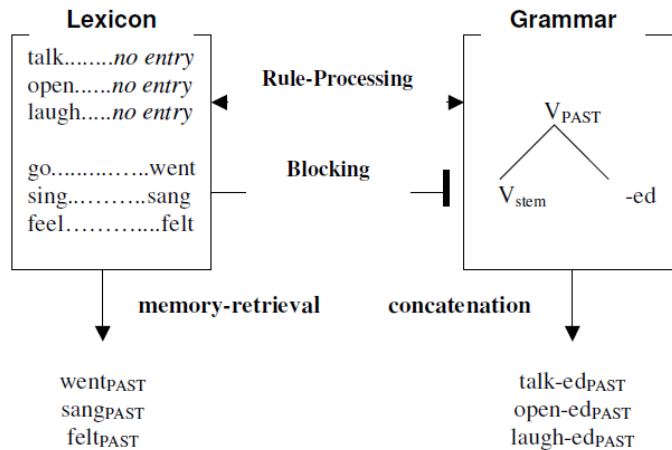 Lexicon
talk........no entry
open......no entry
laugh.....no entry
go..........…..went
sing..……..sang
feel………....felt
Rule-Processing
Blocking
Grammar
VPAST
Vstem
-ed
memory-retrieval
concatenation
wentPAST
sangPAST
feltPAST
talk-edPAST
open-edPAST
laugh-edPAST